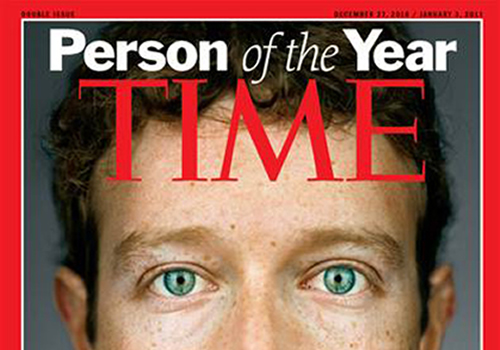 DOUBLE ISSUE
DECEMBER 27, 2010 / JANUARY 3, 2011
Person of the Year
TIME